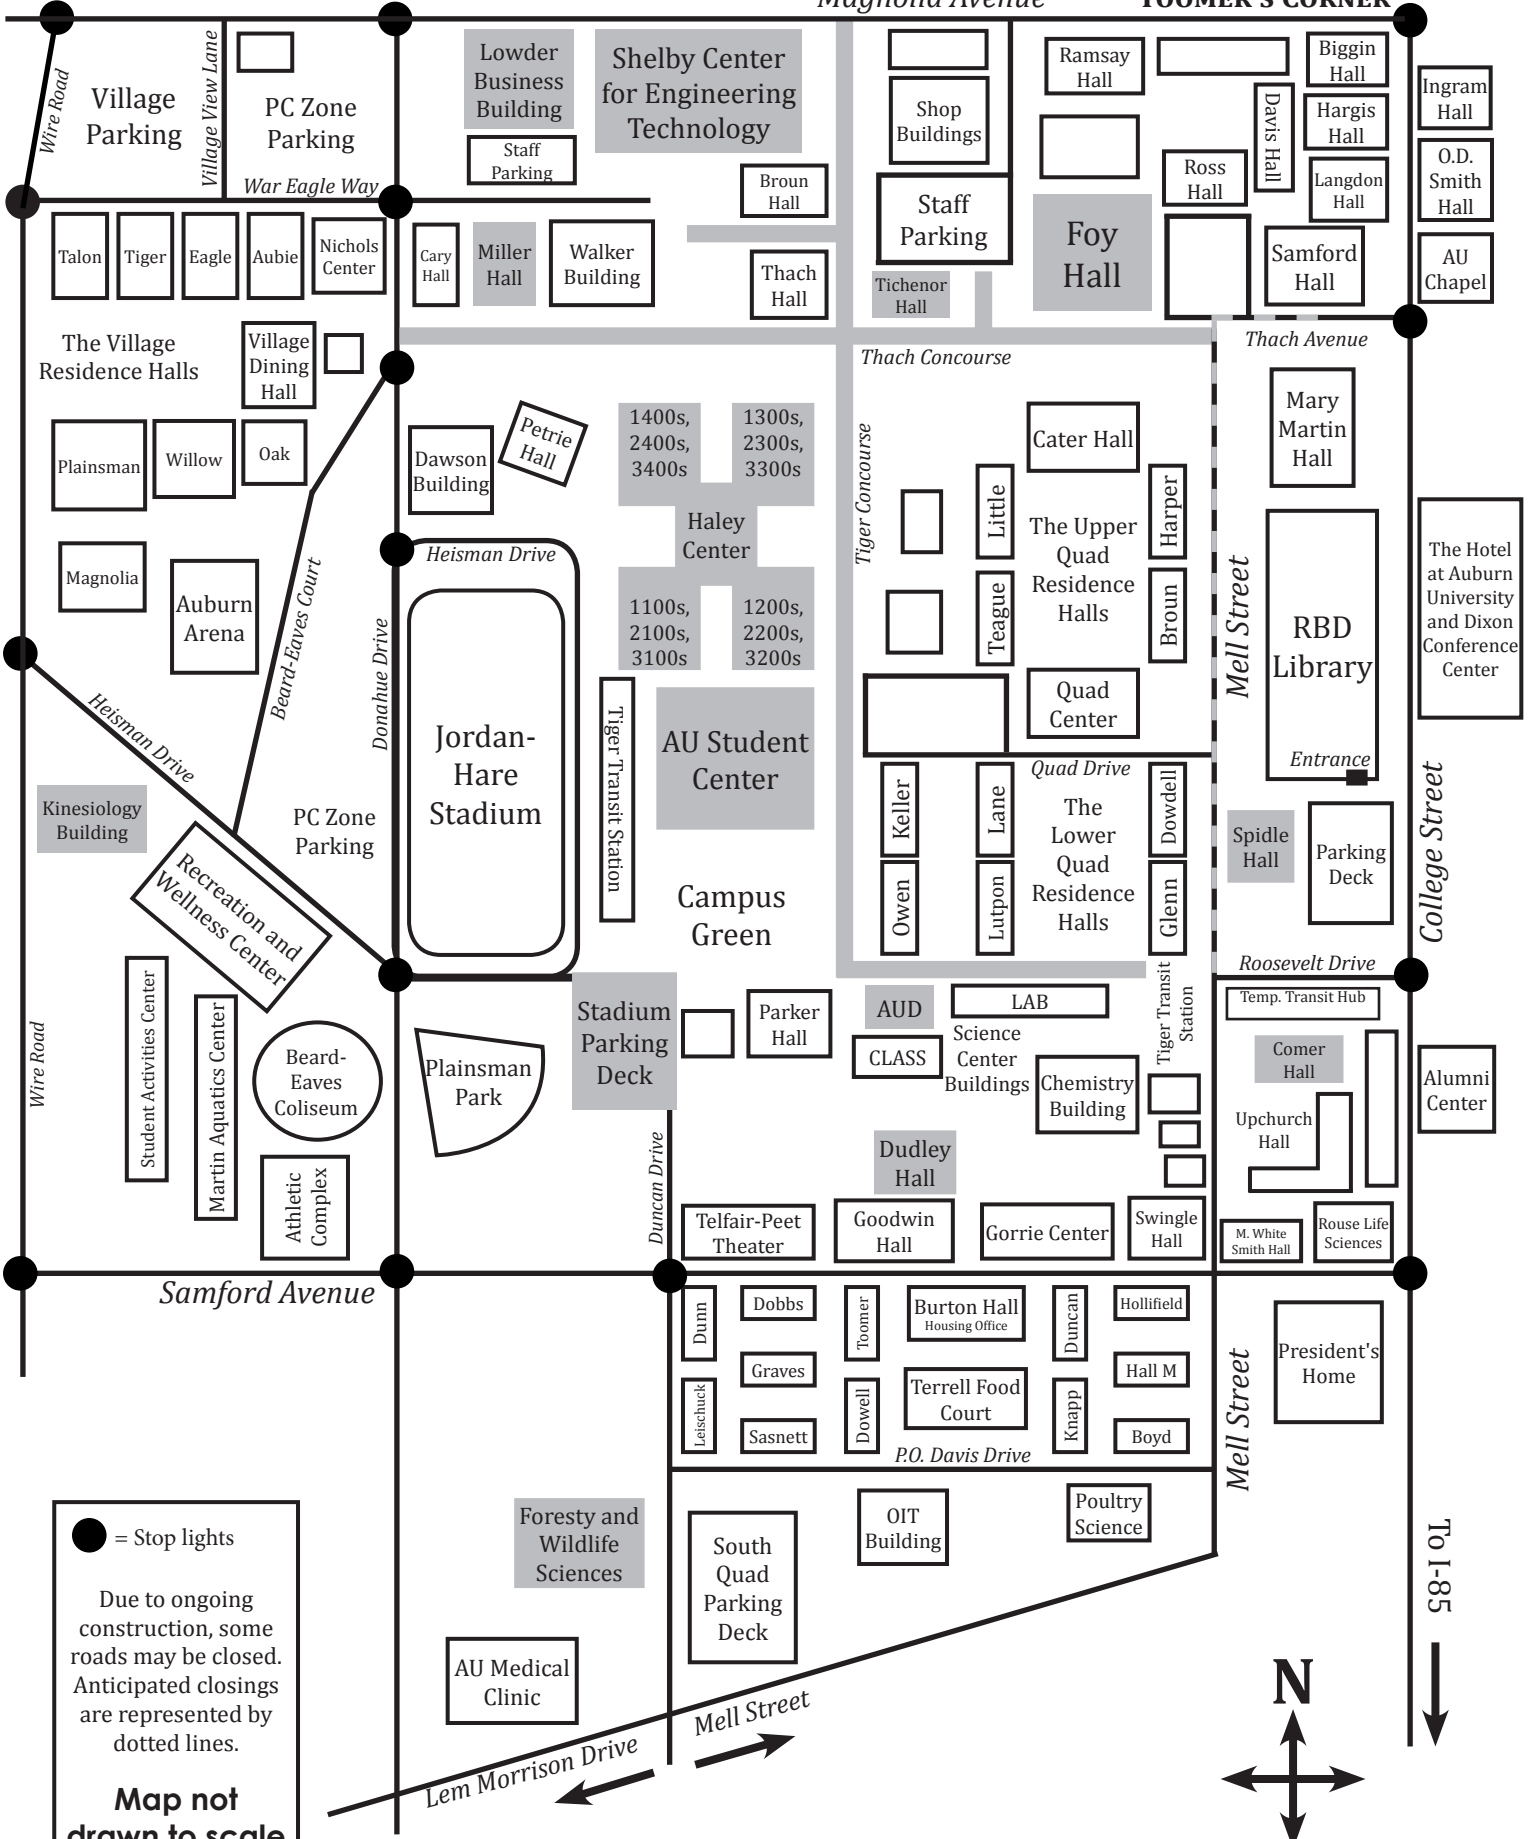 Magnolia Avenue
TOOMER'S CORNER
Wire Road
Village
Parking
Village View Lane
PC Zone
Parking
War Eagle Way
Lowder
Business
Building
Shelby Center
for Engineering
Technology
Staff
Parking
Broun
Hall
Shop
Buildings
Staff
Parking
Ramsay
Hall
Ross
Hall
Davis Hall
Biggin
Hall
Hargis
Hall
Langdon
Hall
Ingram
Hall
O.D.
Smith
Hall
AU
Chapel
Talon
Tiger
Eagle
Aubie
Nichols
Center
Cary
Hall
Miller
Hall
Walker
Building
Thach
Hall
Tichenor
Hall
Foy
Hall
Samford
Hall
The Village
Residence Halls
Village
Dining
Hall
Thach Concourse
Thach Avenue
Plainsman
Willow
Oak
Dawson
Building
Petrie
Hall
1400s,
2400s,
3400s
1300s,
2300s,
3300s
Haley
Center
1100s,
2100s,
3100s
1200s,
2200s,
3200s
Tiger Concourse
Cater Hall
Little
The Upper
Quad
Residence
Halls
Harper
Teague
Broun
Quad
Center
Mary
Martin
Hall
Mell Street
RBD
Library
Entrance
The Hotel
at Auburn
University
and Dixon
Conference
Center
Magnolia
Auburn
Arena
Beard-Eaves Court
Donahue Drive
Heisman Drive
Heisman Drive
Jordan-
Hare
Stadium
Tiger Transit Station
AU Student
Center
Campus
Green
Quad Drive
Keller
Lane
The
Lower
Quad
Residence
Halls
Dowdell
Owen
Lutpon
Glenn
Spidle
Hall
Parking
Deck
College Street
Kinesiology
Building
PC Zone
Parking
Recreation and
Wellness Center
Roosevelt Drive
Temp. Transit Hub
Wire Road
Student Activities Center
Martin Aquatics Center
Beard-
Eaves
Coliseum
Athletic
Complex
Plainsman
Park
Stadium
Parking
Deck
Parker
Hall
AUD
LAB
CLASS
Science
Center
Buildings
Chemistry
Building
Tiger Transit
Station
Comer
Hall
Upchurch
Hall
Alumni
Center
Duncan Drive
Dudley
Hall
Telfair-Peet
Theater
Goodwin
Hall
Gorrie Center
Swingle
Hall
M. White
Smith Hall
Rouse Life
Sciences
Samford Avenue
Dunn
Dobbs
Toomer
Burton Hall
Housing Office
Duncan
Hollifield
Graves
Hall M
Leischuck
Sasnett
Dowell
Terrell Food
Court
Knapp
Boyd
P.O. Davis Drive
Mell Street
President's
Home
Foresty and
Wildlife
Sciences
South
Quad
Parking
Deck
OIT
Building
Poultry
Science
AU Medical
Clinic
Mell Street
Lem Morrison Drive
To I-85
N
= Stop lights
Due to ongoing
construction, some
roads may be closed.
Anticipated closings
are represented by
dotted lines.
Map not
drawn to scale